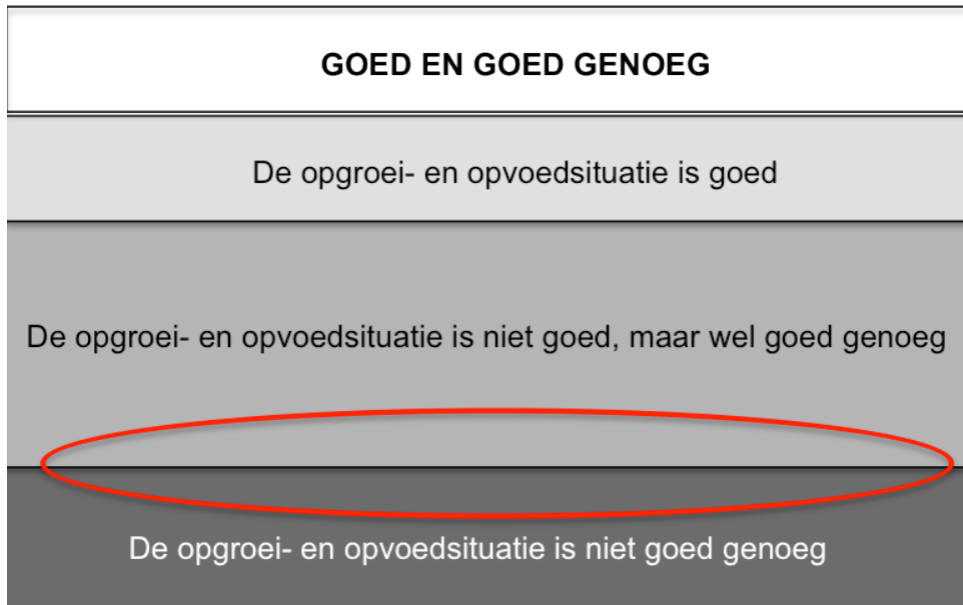 GOED EN GOED GENOEG
De opgroei- en opvoedsituatie is goed
De opgroei- en opvoedsituatie is niet goed, maar wel goed genoeg
De opgroei- en opvoedsituatie is niet goed genoeg